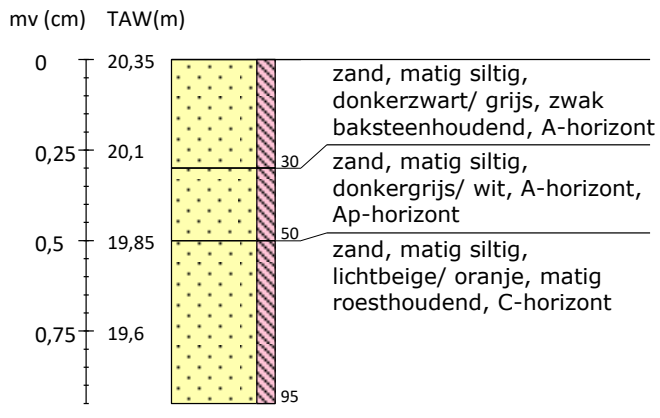 mv (cm) TAW(m)
0 20,35
zand, matig siltig,
donkerzwart/ grijs, zwak
baksteenhoudend, A-horizont
0,25 20,1
30
zand, matig siltig,
donkergrijs/ wit, A-horizont,
Ap-horizont
0,5 19,85
50
zand, matig siltig,
lichtbeige/ oranje, matig
roesthoudend, C-horizont
0,75 19,6
95